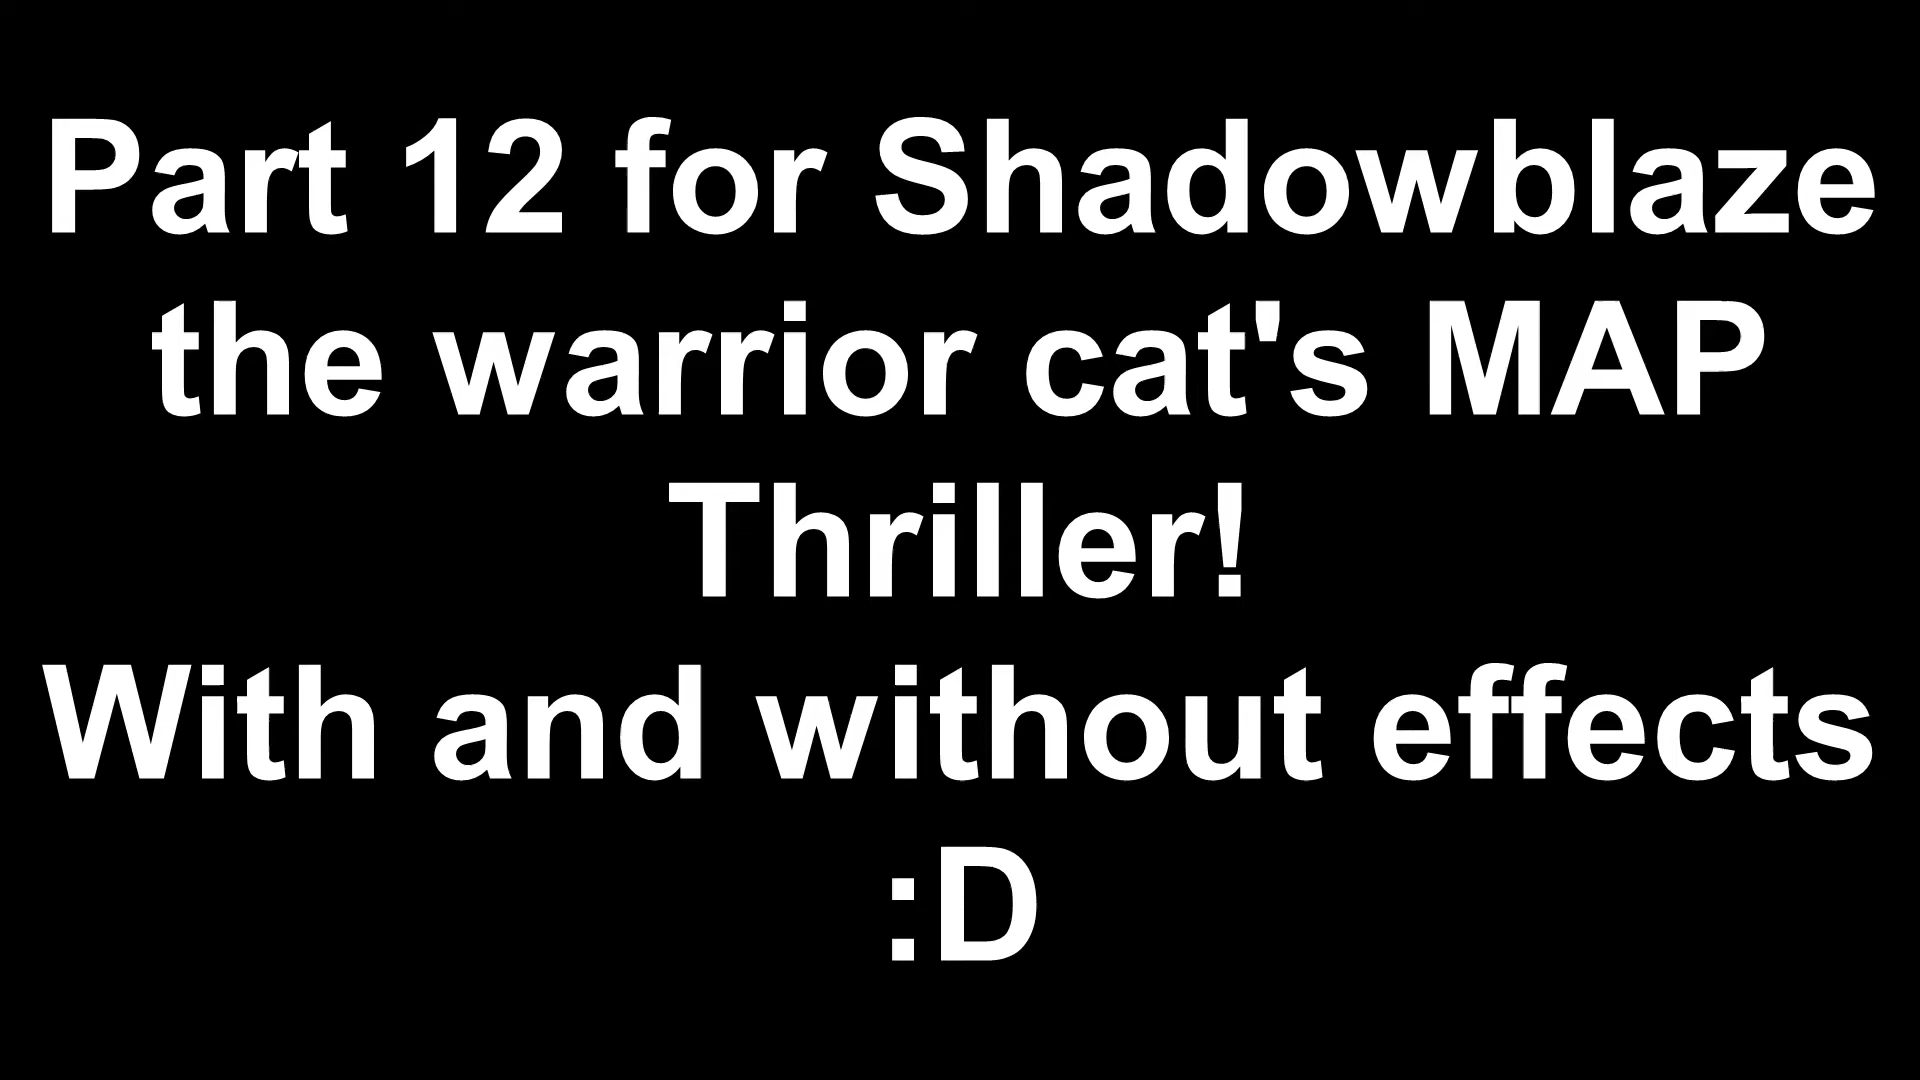 Part 12 for Shadowblaze
the warrior cat's MAP
Thriller!
With and without effects
:D